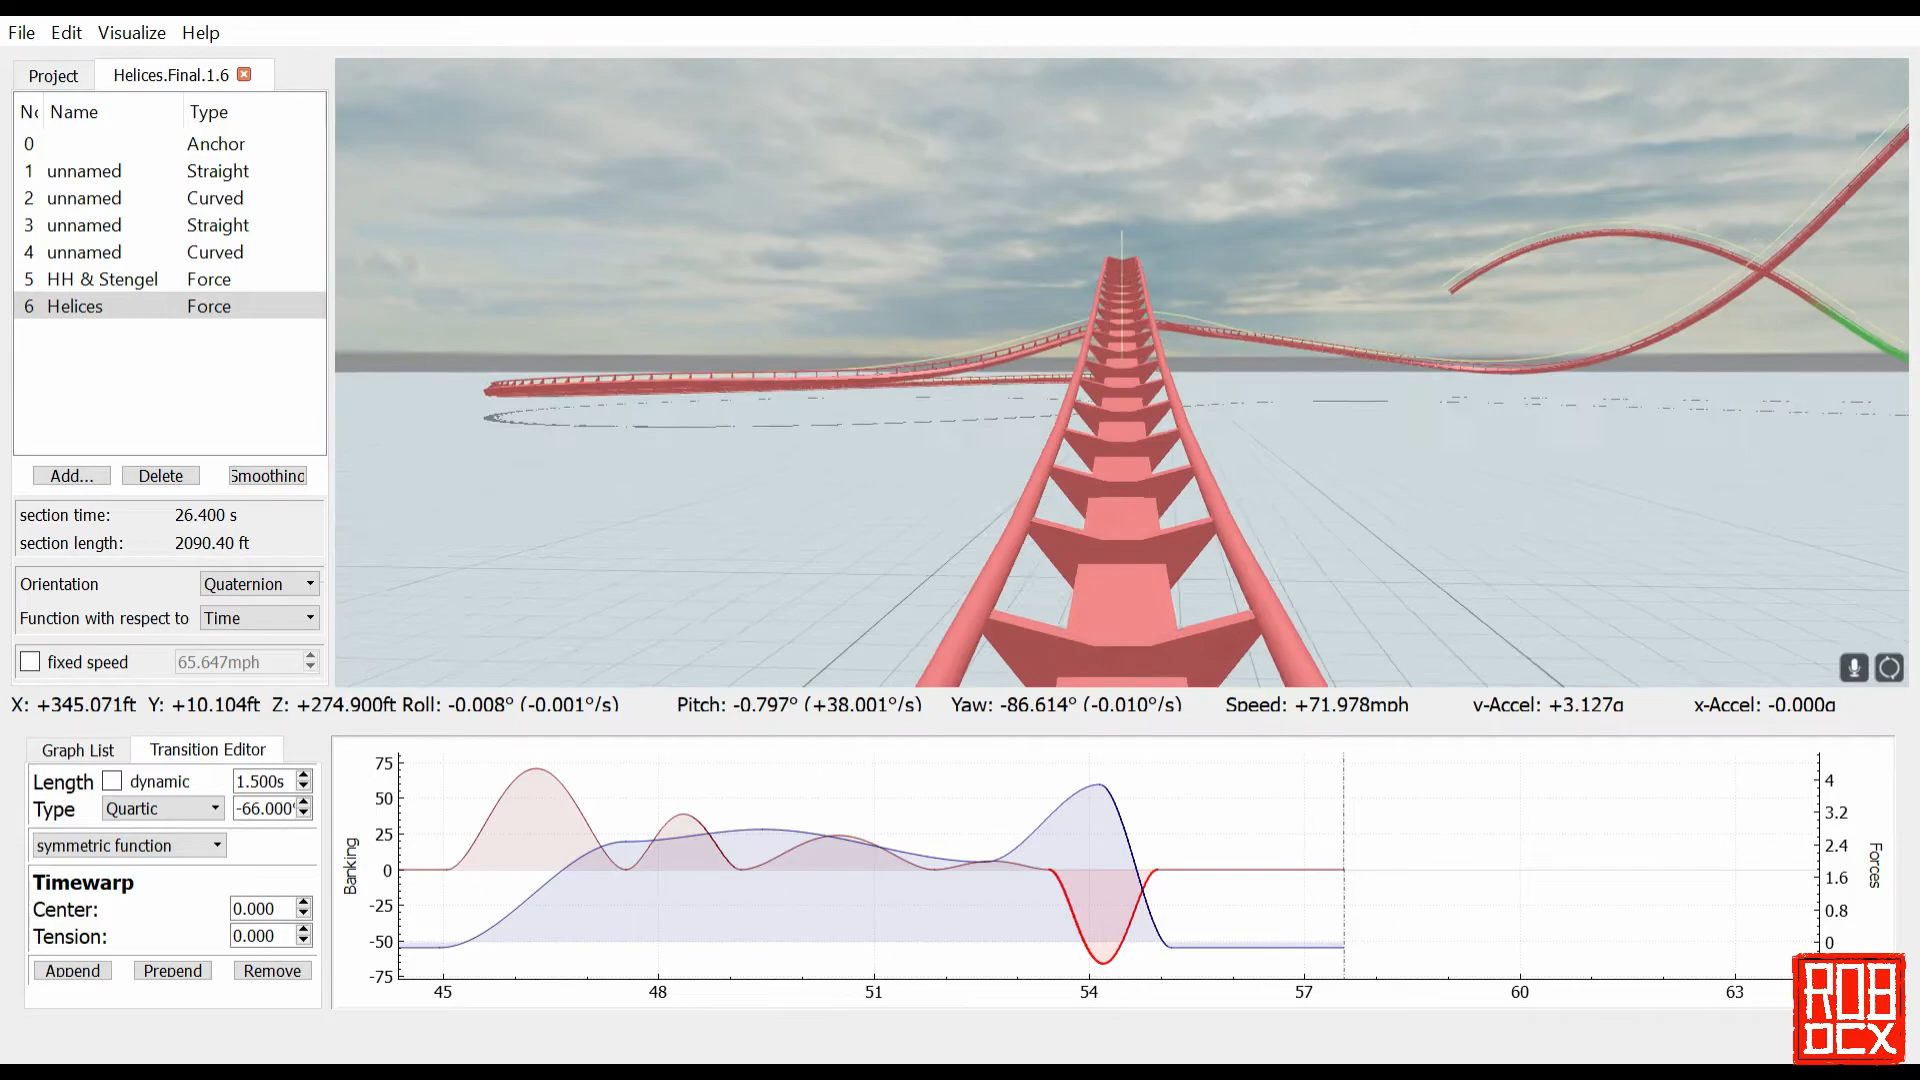 File Edit Visualize Help
Project Helices.Final.1.6
Nc Name Type
0 Anchor
1 unnamed Straight
2 unnamed Curved
3 unnamed Straight
4 unnamed Curved
5 HH & Stengel Force
6 Helices Force
Add... Delete Smoothing
section time: 26.400 s
section length: 2090.40 ft
Orientation Quaternion
Function with respect to Time
fixed speed 65.647mph
X: +345.071ft Y: +10.104ft Z: +274.900ft Roll: -0.008° (-0.001°/s) Pitch: -0.797° (+38.001°/s) Yaw: -86.614° (-0.010°/s) Speed: +71.978mph v-Accel: +3.127g x-Accel: -0.000g
Graph List Transition Editor
Length dynamic 1.500s
Type Quartic -66.000°
symmetric function
Timewarp
Center: 0.000
Tension: 0.000
Append Prepend Remove
Banking
75
50
25
0
-25
-50
-75
45 48 51 54 57 60 63
4
3.2
2.4
1.6
0.8
0
Forces
ROB
DCX